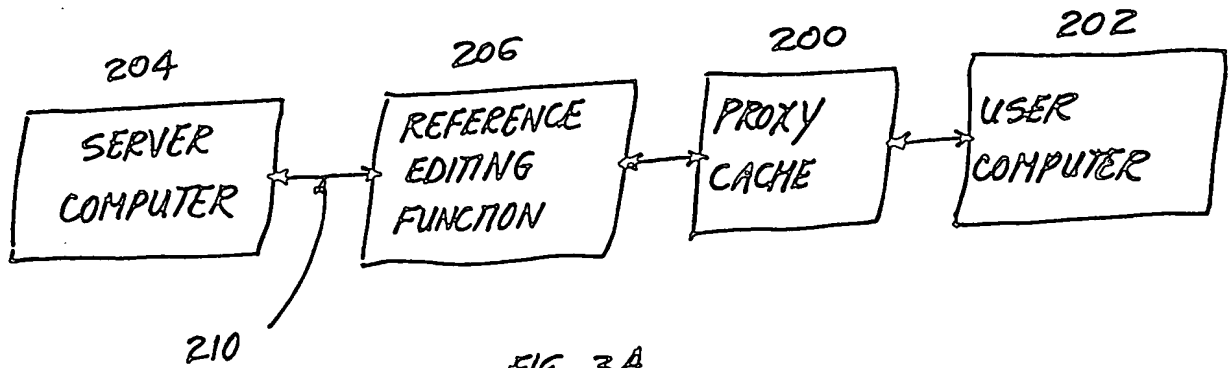 204
206
200
202
SERVER
COMPUTER
REFERENCE
EDITING
FUNCTION
PROXY
CACHE
USER
COMPUTER
210
FIG. 3A